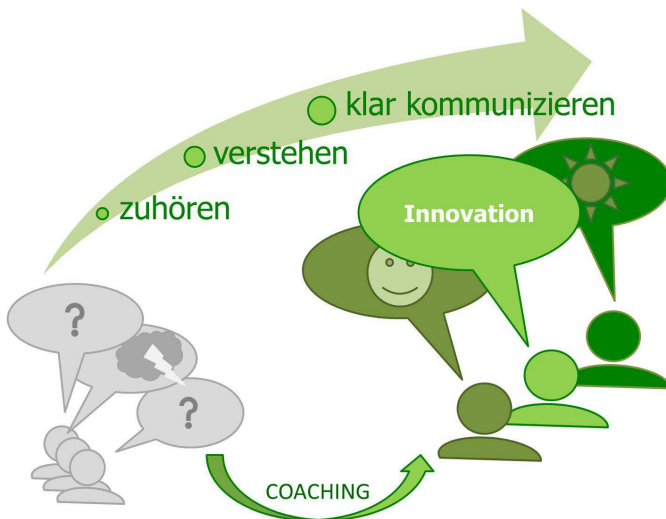 klar kommunizieren
verstehen
zuhören
Innovation
?
?
COACHING